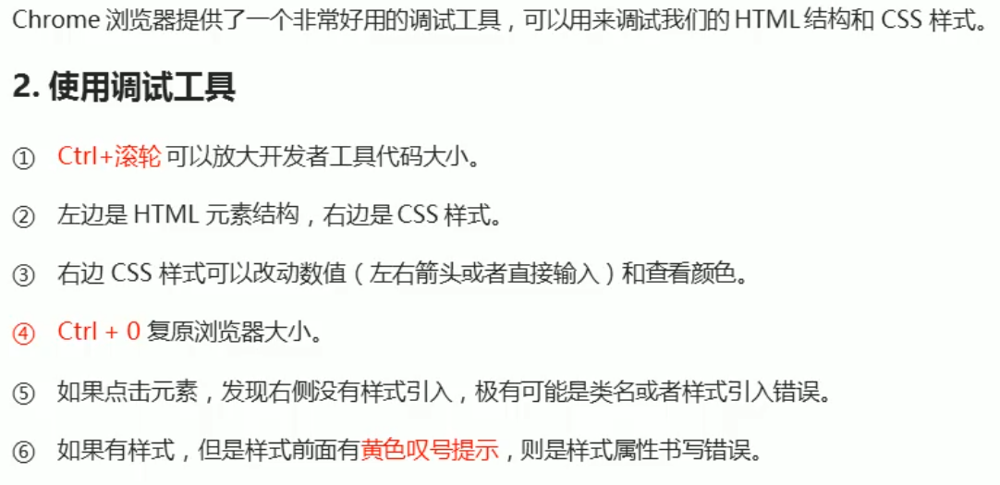 Chrome 浏览器提供了一个非常好用的调试工具，可以用来调试我们的 HTML 结构和 CSS 样式。
2. 使用调试工具
① Ctrl+滚轮 可以放大开发者工具代码大小。
② 左边是 HTML 元素结构，右边是 CSS 样式。
③ 右边 CSS 样式可以改动数值（左右箭头或者直接输入）和查看颜色。
④ Ctrl + 0 复原浏览器大小。
⑤ 如果点击元素，发现右侧没有样式引入，极有可能是类名或者样式引入错误。
⑥ 如果有样式，但是样式前面有黄色叹号提示，则是样式属性书写错误。